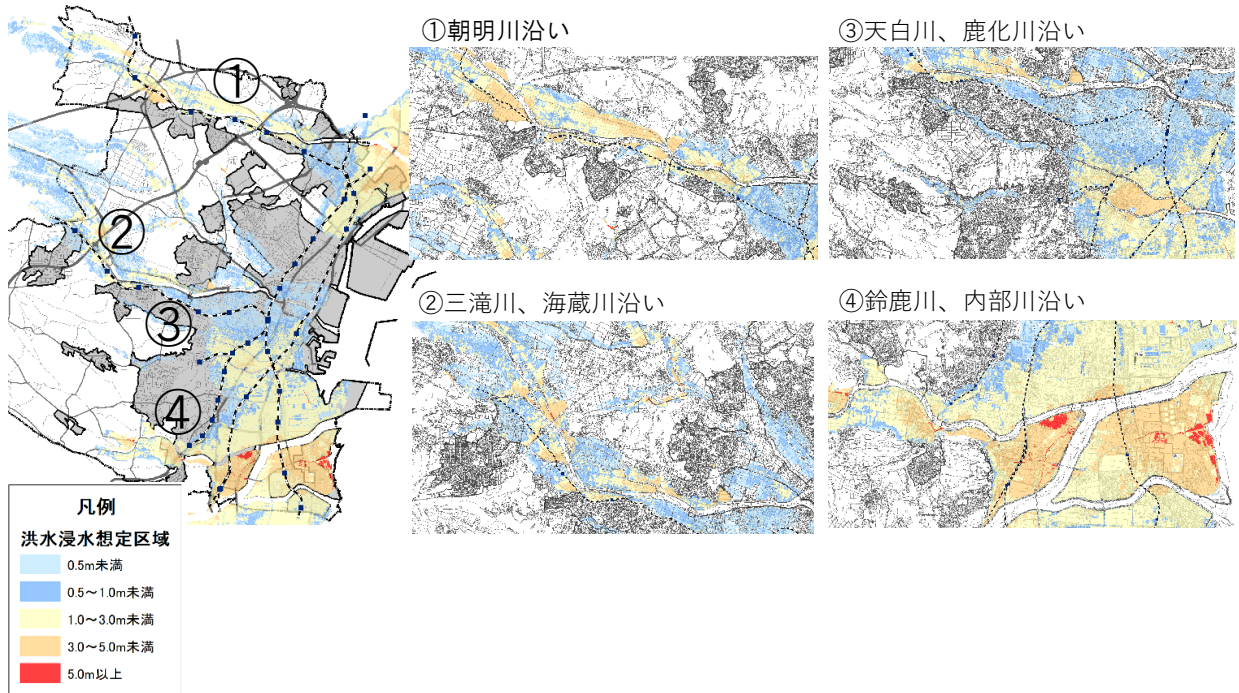 ①朝明川沿い
③天白川、鹿化川沿い
①
②
③
④
②三滝川、海蔵川沿い
④鈴鹿川、内部川沿い
凡例
洪水浸水想定区域
0.5m未満
0.5～1.0m未満
1.0～3.0m未満
3.0～5.0m未満
5.0m以上